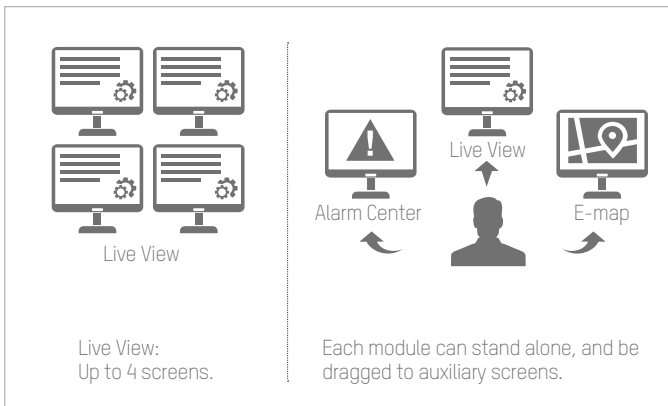 Live View
Live View:
Up to 4 screens.
Live View
Alarm Center
E-map
Each module can stand alone, and be
dragged to auxiliary screens.